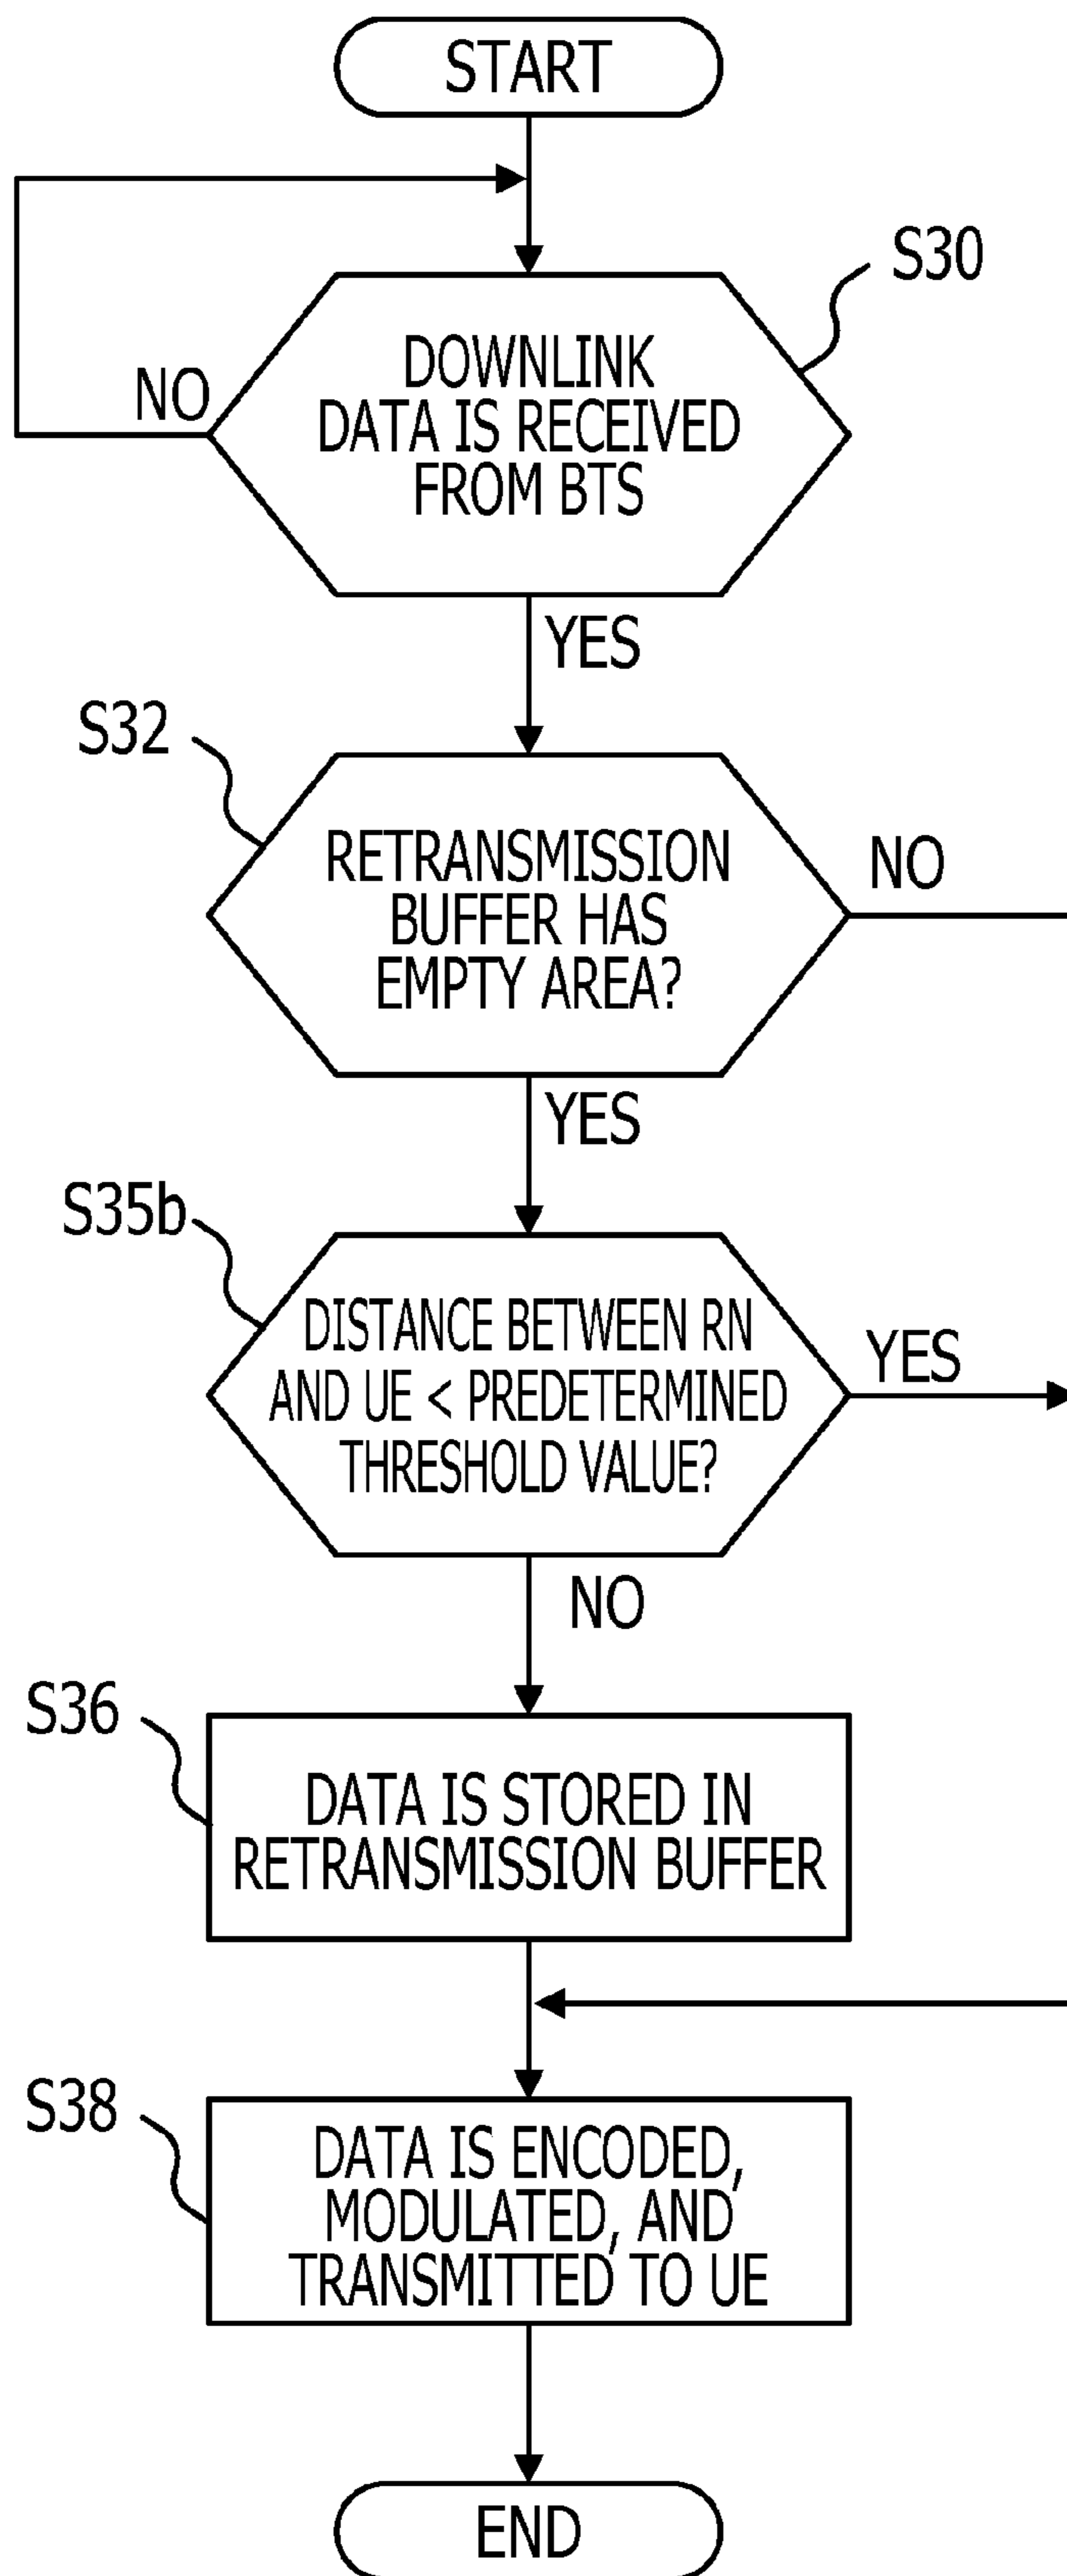 START
S30
DOWNLINK
DATA IS RECEIVED
FROM BTS
NO
YES
S32
RETRANSMISSION
BUFFER HAS
EMPTY AREA?
NO
YES
S35b
DISTANCE BETWEEN RN
AND UE < PREDETERMINED
THRESHOLD VALUE?
YES
NO
S36
DATA IS STORED IN
RETRANSMISSION BUFFER
S38
DATA IS ENCODED,
MODULATED, AND
TRANSMITTED TO UE
END